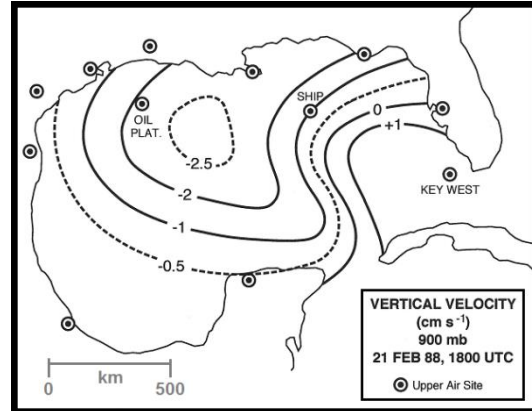 SHIP
OIL
PLAT.
0
+1
-2.5
-2
-1
-0.5
KEY WEST
VERTICAL VELOCITY
(cm s⁻¹)
900 mb
21 FEB 88, 1800 UTC
Upper Air Site
km
0 500